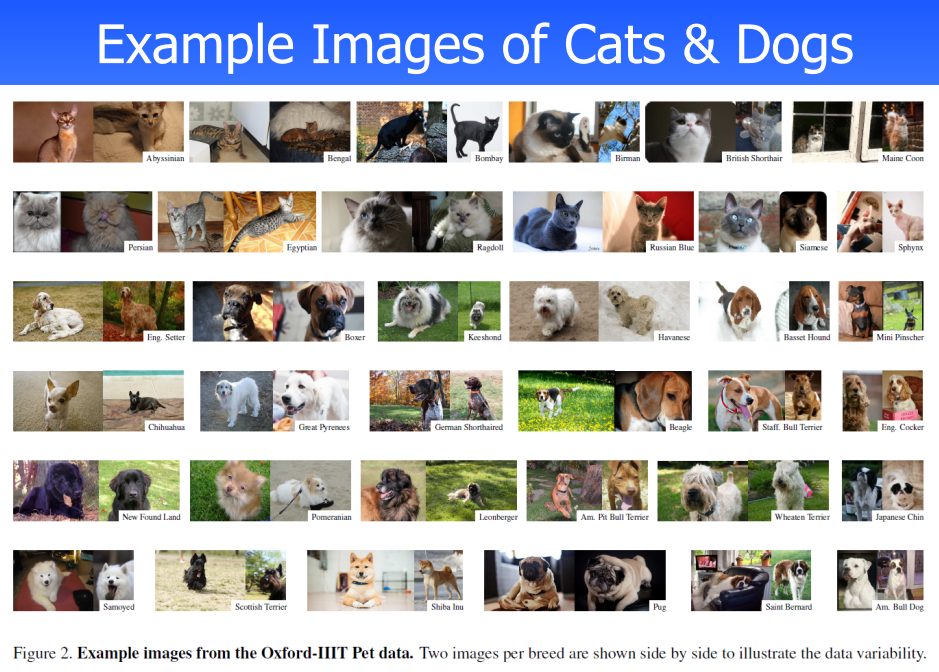 Example Images of Cats & Dogs
Abyssinian
Bengal
Bombay
Birman
British Shorthair
Maine Coon
Persian
Egyptian
Ragdoll
Russian Blue
Siamese
Sphynx
Eng. Setter
Boxer
Keeshond
Havanese
Basset Hound
Mini Pinscher
Chihuahua
Great Pyrenees
German Shorthaired
Beagle
Staff. Bull Terrier
Eng. Cocker
New Found Land
Pomeranian
Leonberger
Am. Pit Bull Terrier
Wheaten Terrier
Japanese Chin
Samoyed
Scottish Terrier
Shiba Inu
Pug
Saint Bernard
Am. Bull Dog
Figure 2. Example images from the Oxford-IIIT Pet data. Two images per breed are shown side by side to illustrate the data variability.